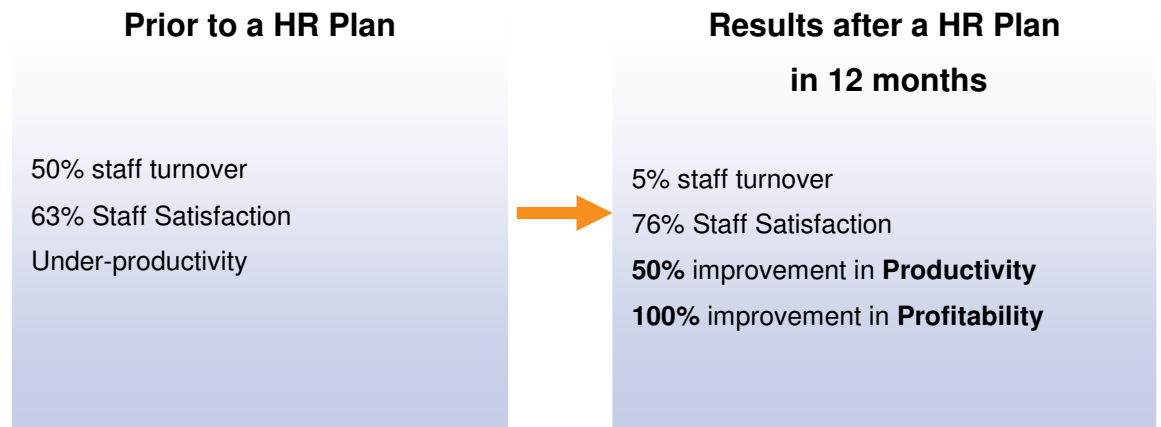 Prior to a HR Plan
50% staff turnover
63% Staff Satisfaction
Under-productivity
Results after a HR Plan
in 12 months
5% staff turnover
76% Staff Satisfaction
50% improvement in Productivity
100% improvement in Profitability